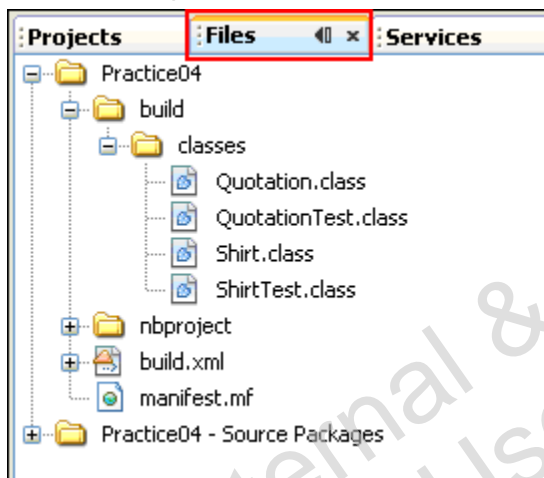 Projects Files Services
Practice04
build
classes
Quotation.class
QuotationTest.class
Shirt.class
ShirtTest.class
nbproject
build.xml
manifest.mf
Practice04 - Source Packages